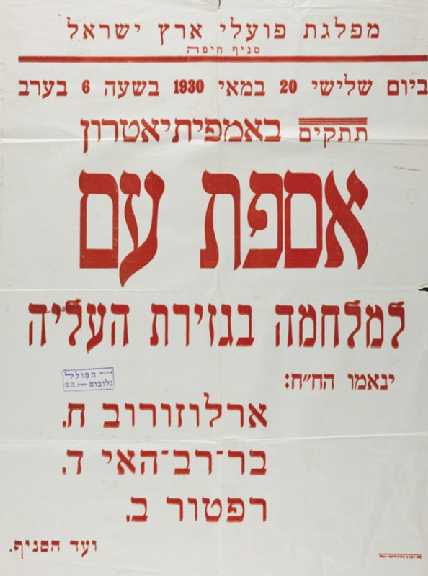 מפלגת פועלי ארץ ישראל
סניף חיפה
ביום שלישי 20 במאי 1930 בשעה 6 בערב
תתקים באמפיתיאטרון
אספת עם
למלחמה בגזירת העליה
ינאמו הח״ח:
ארלוזורוב ח.
בר־רב־האי ד.
רפטור ב.
ועד הסניף.